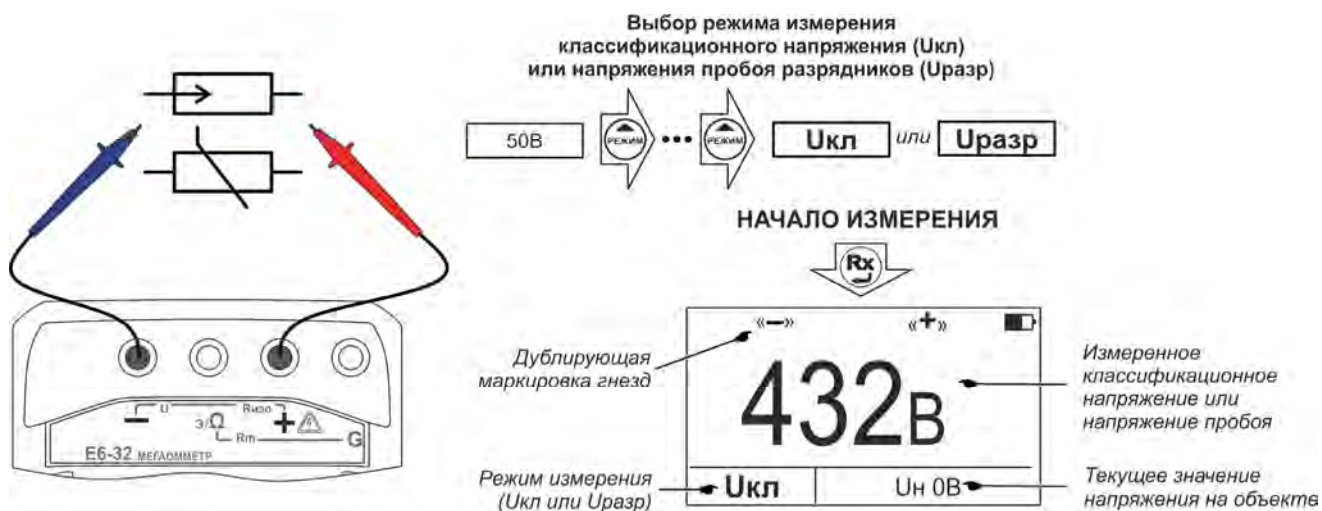 Выбор режима измерения
классификационного напряжения (Uкл)
или напряжения пробоя разрядников (Uразр)
50В
РЕЖИМ
•••
РЕЖИМ
Uкл
или
Uразр
НАЧАЛО ИЗМЕРЕНИЯ
Rx
«–»
«+»
Дублирующая
маркировка гнезд
432В
Измеренное
классификационное
напряжение или
напряжение пробоя
Режим измерения
(Uкл или Uразр)
Uкл
Uн 0В
Текущее значение
напряжения на объекте
U
Rизо
–
Э/Ω
+
Rm
G
Е6-32 МЕГАОММЕТР